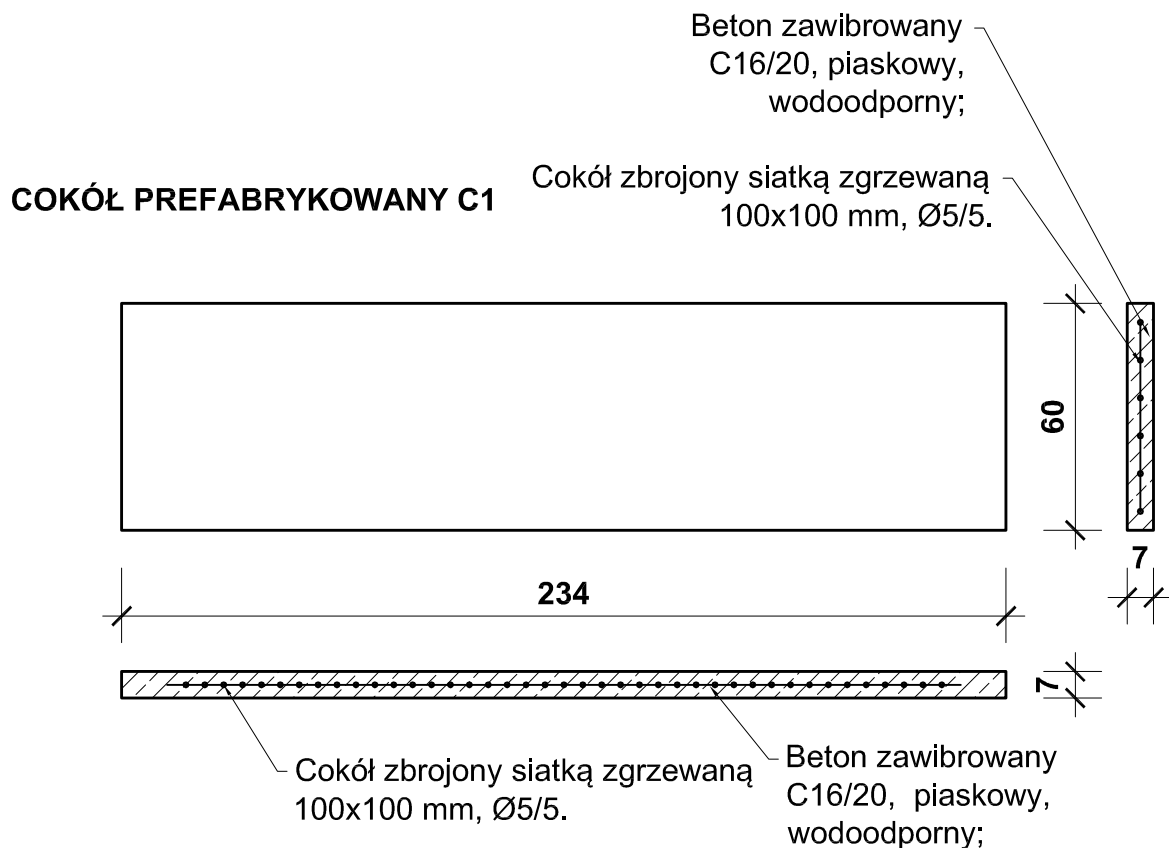 Beton zawibrowany
C16/20, piaskowy,
wodoodporny;
Cokół zbrojony siatką zgrzewaną
100x100 mm, Ø5/5.
COKÓŁ PREFABRYKOWANY C1
60
7
234
7
Cokół zbrojony siatką zgrzewaną
100x100 mm, Ø5/5.
Beton zawibrowany
C16/20, piaskowy,
wodoodporny;